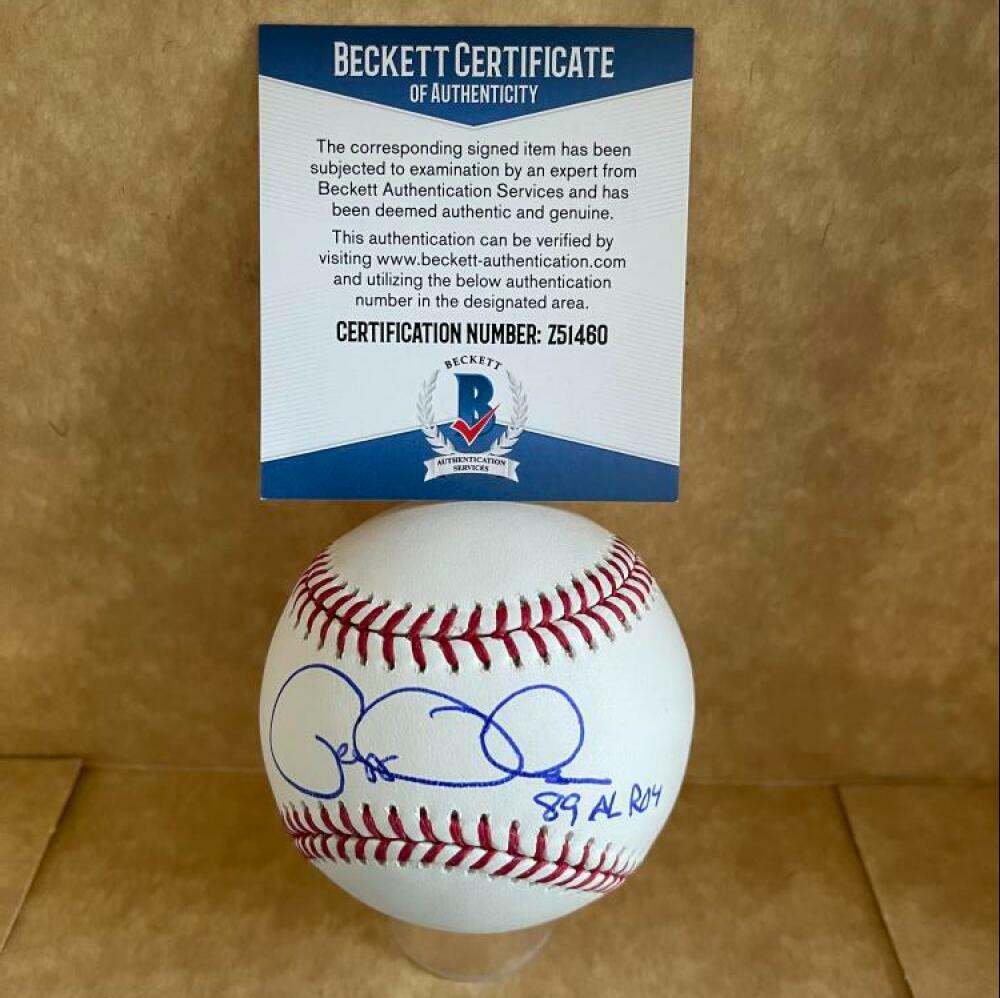 BECKETT CERTIFICATE
OF AUTHENTICITY
The corresponding signed item has been
subjected to examination by an expert from
Beckett Authentication Services and has
been deemed authentic and genuine.
This authentication can be verified by
visiting www.beckett-authentication.com
and utilizing the below authentication
number in the designated area.
CERTIFICATION NUMBER: Z51460
BECKETT
B
AUTHENTICATION
SERVICES
89 AL ROY